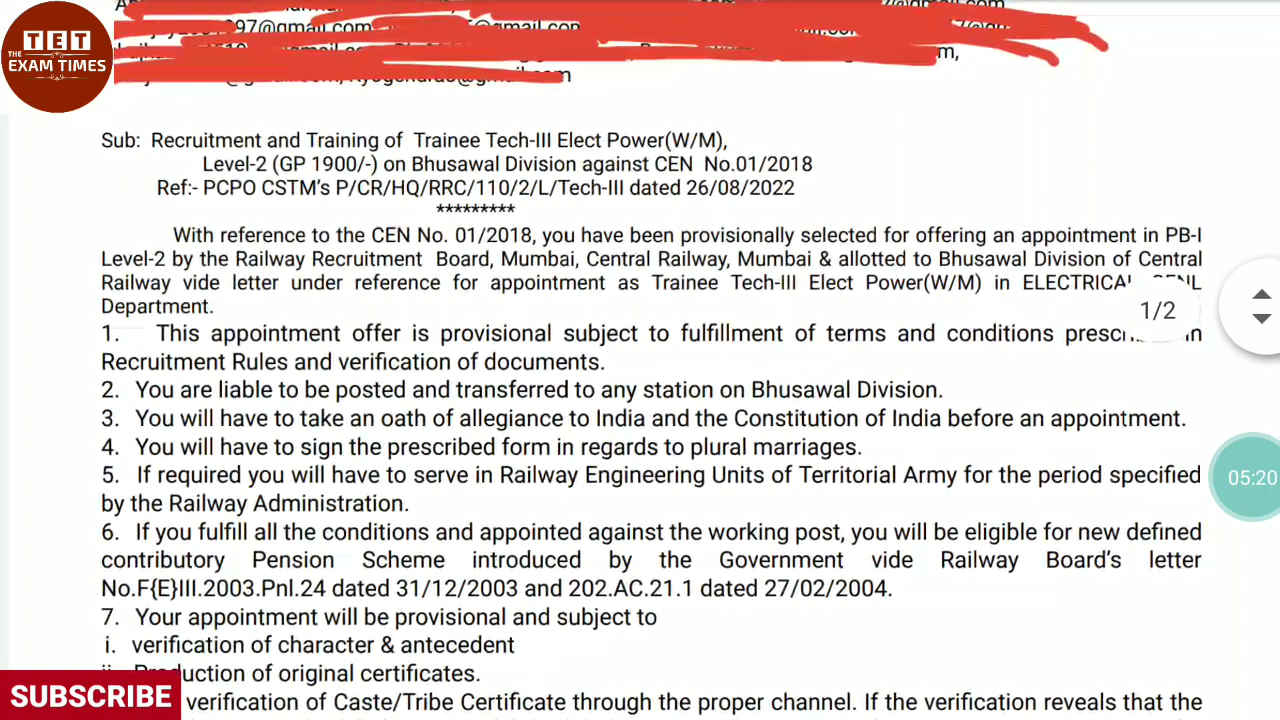 TET
THE
EXAM TIMES
Sub: Recruitment and Training of Trainee Tech-III Elect Power(W/M),
Level-2 (GP 1900/-) on Bhusawal Division against CEN No.01/2018
Ref:- PCPO CSTM's P/CR/HQ/RRC/110/2/L/Tech-III dated 26/08/2022
*********
With reference to the CEN No. 01/2018, you have been provisionally selected for offering an appointment in PB-I
Level-2 by the Railway Recruitment Board, Mumbai, Central Railway, Mumbai & allotted to Bhusawal Division of Central
Railway vide letter under reference for appointment as Trainee Tech-III Elect Power(W/M) in
Department.
1/2
1. This appointment offer is provisional subject to fulfillment of terms and conditions in
Recruitment Rules and verification of documents.
2. You are liable to be posted and transferred to any station on Bhusawal Division.
3. You will have to take an oath of allegiance to India and the Constitution of India before an appointment.
4. You will have to sign the prescribed form in regards to plural marriages.
5. If required you will have to serve in Railway Engineering Units of Territorial Army for the period specified
by the Railway Administration.
05:20
6. If you fulfill all the conditions and appointed against the working post, you will be eligible for new defined
contributory Pension Scheme introduced by the Government vide Railway Board's letter
No.F{E}III.2003.Pnl.24 dated 31/12/2003 and 202.AC.21.1 dated 27/02/2004.
7. Your appointment will be provisional and subject to
i. verification of character & antecedent
ii. Production of original certificates.
SUBSCRIBE
verification of Caste/Tribe Certificate through the proper channel. If the verification reveals that the